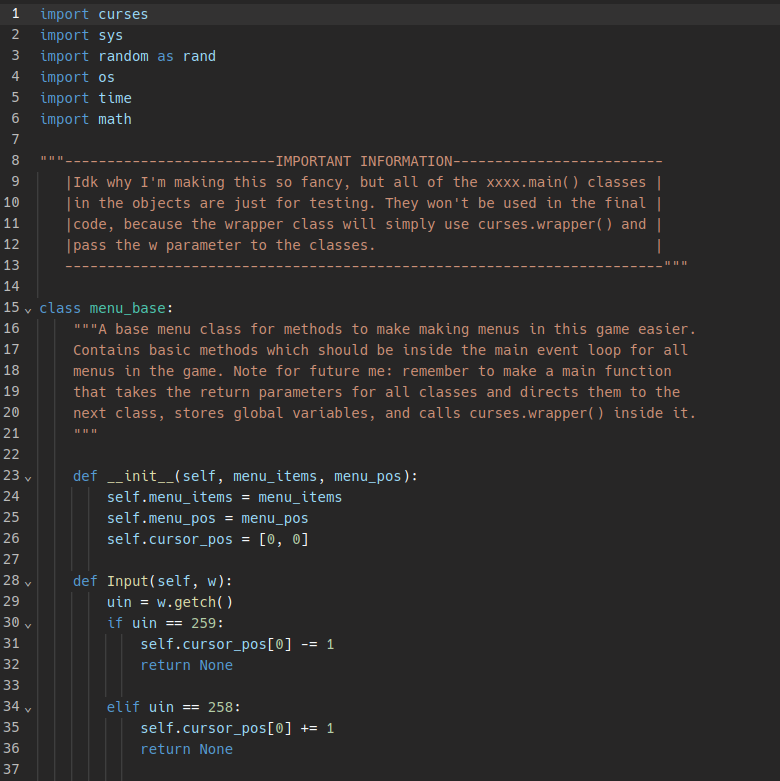 1 import curses
2 import sys
3 import random as rand
4 import os
5 import time
6 import math
7
8 """-------------------------IMPORTANT INFORMATION-------------------------
9    |Idk why I'm making this so fancy, but all of the xxxx.main() classes |
10    |in the objects are just for testing. They won't be used in the final |
11    |code, because the wrapper class will simply use curses.wrapper() and |
12    |pass the w parameter to the classes.                                 |
13    -----------------------------------------------------------------------"""
14
15 class menu_base:
16     """A base menu class for methods to make making menus in this game easier.
17     Contains basic methods which should be inside the main event loop for all
18     menus in the game. Note for future me: remember to make a main function
19     that takes the return parameters for all classes and directs them to the
20     next class, stores global variables, and calls curses.wrapper() inside it.
21     """
22
23     def __init__(self, menu_items, menu_pos):
24         self.menu_items = menu_items
25         self.menu_pos = menu_pos
26         self.cursor_pos = [0, 0]
27
28     def Input(self, w):
29         uin = w.getch()
30         if uin == 259:
31             self.cursor_pos[0] -= 1
32             return None
33
34         elif uin == 258:
35             self.cursor_pos[0] += 1
36             return None
37